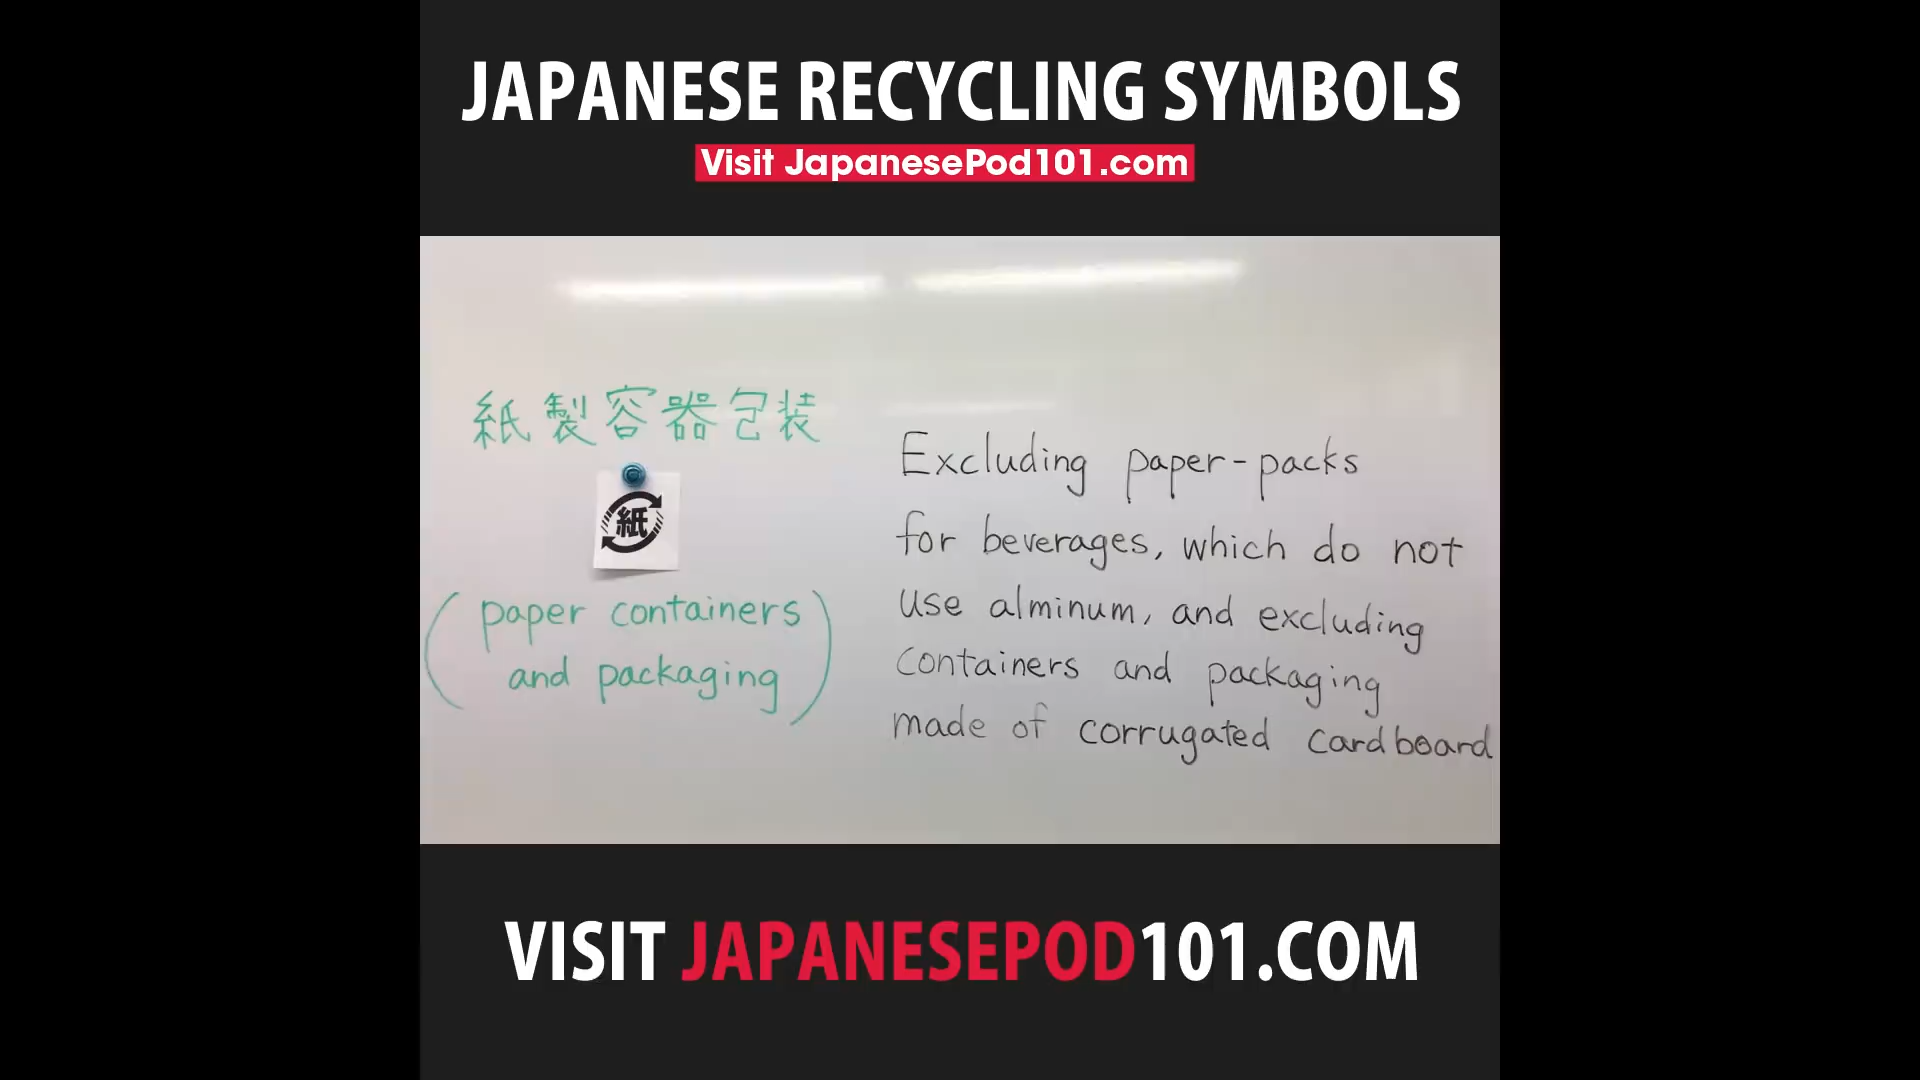 JAPANESE RECYCLING SYMBOLS
Visit JapanesePod101.com
紙製容器包装
紙
(paper containers
and packaging)
Excluding paper-packs
for beverages, which do not
use alminum, and excluding
containers and packaging
made of corrugated cardboard
VISIT JAPANESEPOD101.COM